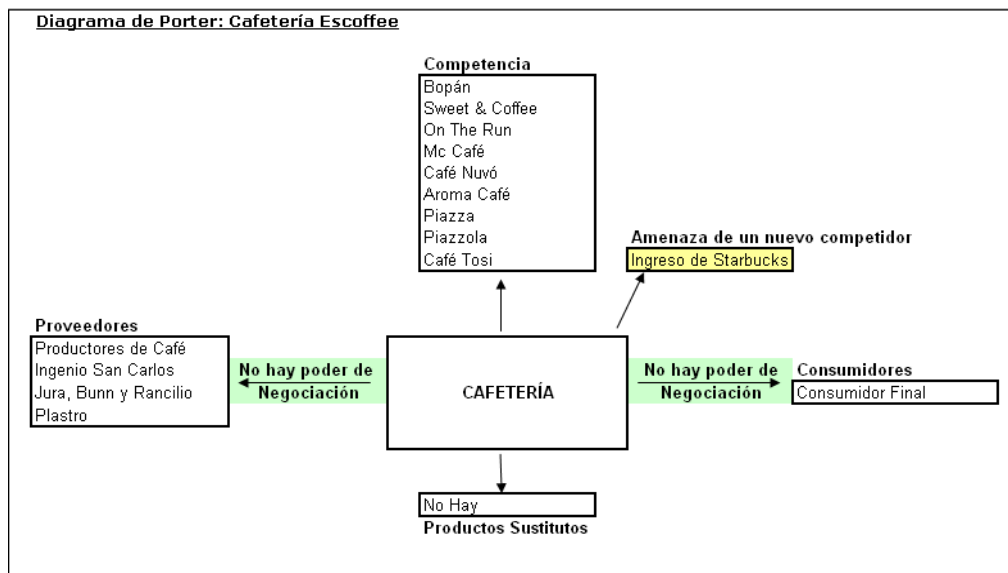 Diagrama de Porter: Cafetería Escoffee
Competencia
Bopán
Sweet & Coffee
On The Run
Mc Café
Café Nuvó
Aroma Café
Piazza
Piazzola
Café Tosi
Amenaza de un nuevo competidor
Ingreso de Starbucks
Proveedores
Productores de Café
Ingenio San Carlos
Jura, Bunn y Rancilio
Plastro
No hay poder de
Negociación
CAFETERÍA
No hay poder de
Negociación
Consumidores
Consumidor Final
No Hay
Productos Sustitutos